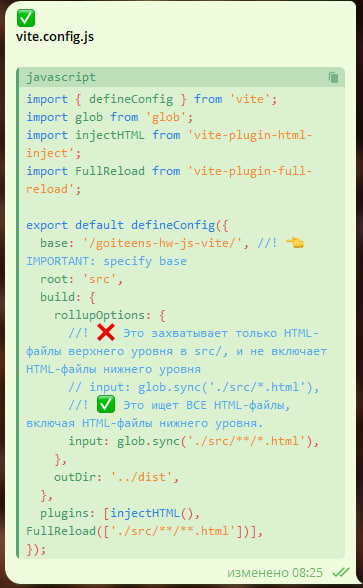 ✅
vite.config.js
javascript
import { defineConfig } from 'vite';
import glob from 'glob';
import injectHTML from 'vite-plugin-html-
inject';
import FullReload from 'vite-plugin-full-
reload';
export default defineConfig({
base: '/goiteens-hw-js-vite/', //! 👈
IMPORTANT: specify base
root: 'src',
build: {
rollupOptions: {
//! ❌ Это захватывает только HTML-
файлы верхнего уровня в src/, и не включает
HTML-файлы нижнего уровня
// input: glob.sync('./src/*.html'),
//! ✅ Это ищет ВСЕ HTML-файлы,
включая HTML-файлы нижнего уровня.
input: glob.sync('./src/**/*.html'),
},
outDir: '../dist',
},
plugins: [injectHTML(),
FullReload(['./src/**/**.html'])],
});
изменено 08:25